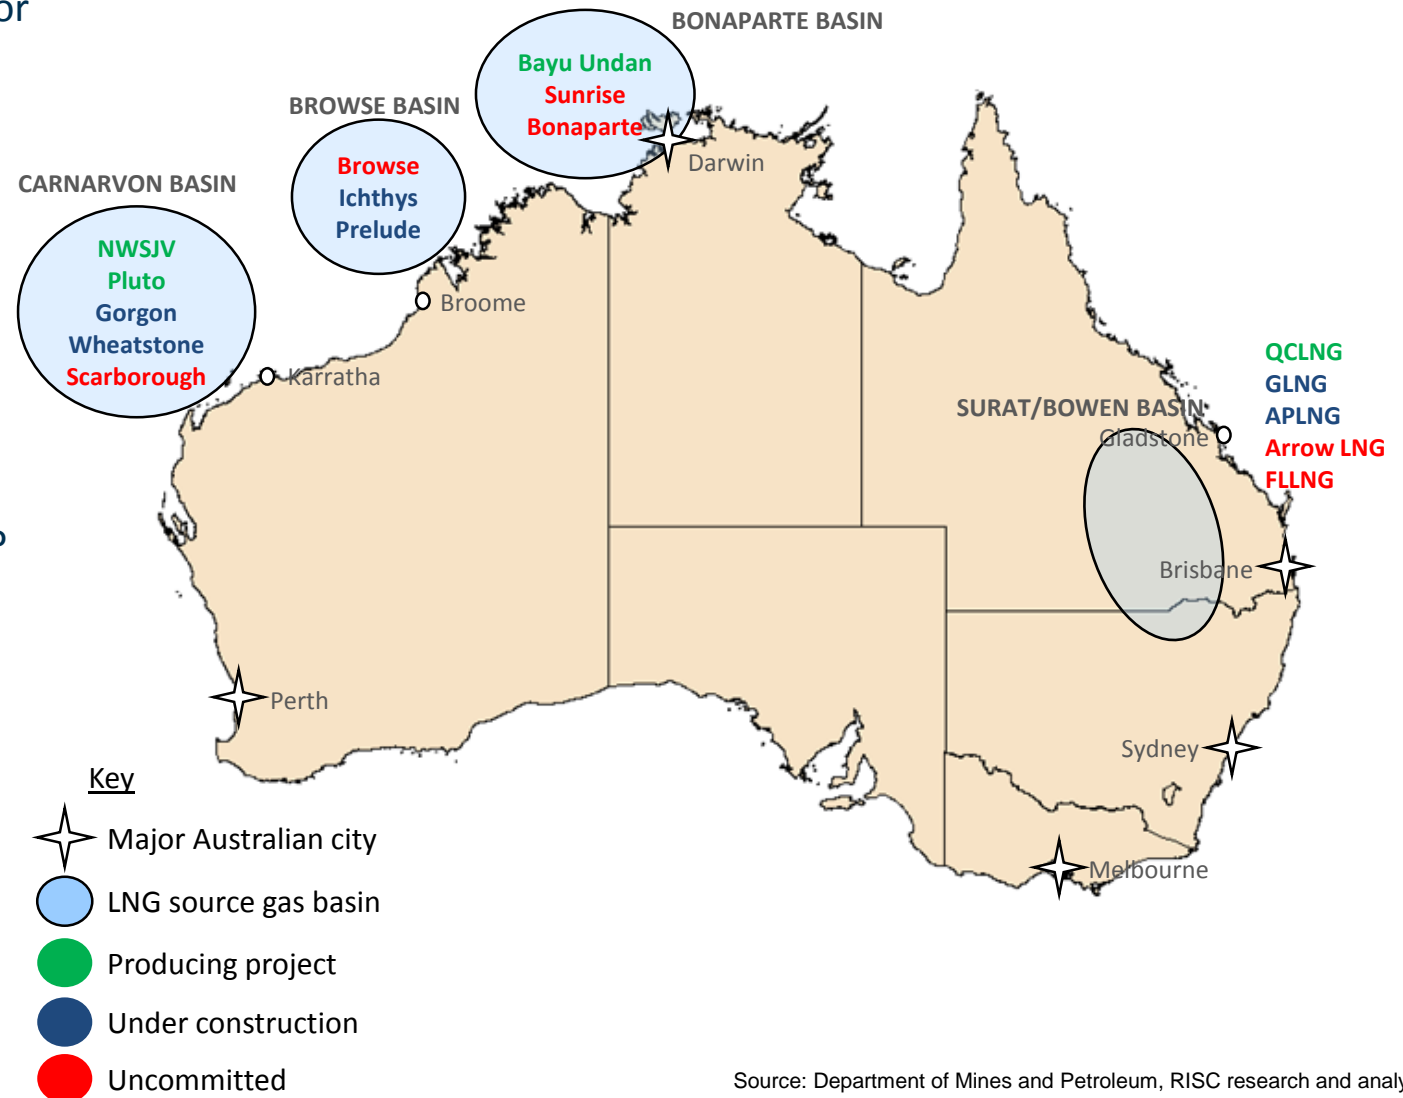 or
BONAPARTE BASIN
Bayu Undan
Sunrise
Bonaparte
Darwin
BROWSE BASIN
Browse
Ichthys
Prelude
Broome
CARNARVON BASIN
NWSJV
Pluto
Gorgon
Wheatstone
Scarborough
Karratha
QCLNG
GLNG
APLNG
Arrow LNG
FLLNG
SURAT/BOWEN BASIN
Gladstone
Brisbane
Perth
Sydney
Melbourne
Key
Major Australian city
LNG source gas basin
Producing project
Under construction
Uncommitted
Source: Department of Mines and Petroleum, RISC research and analy